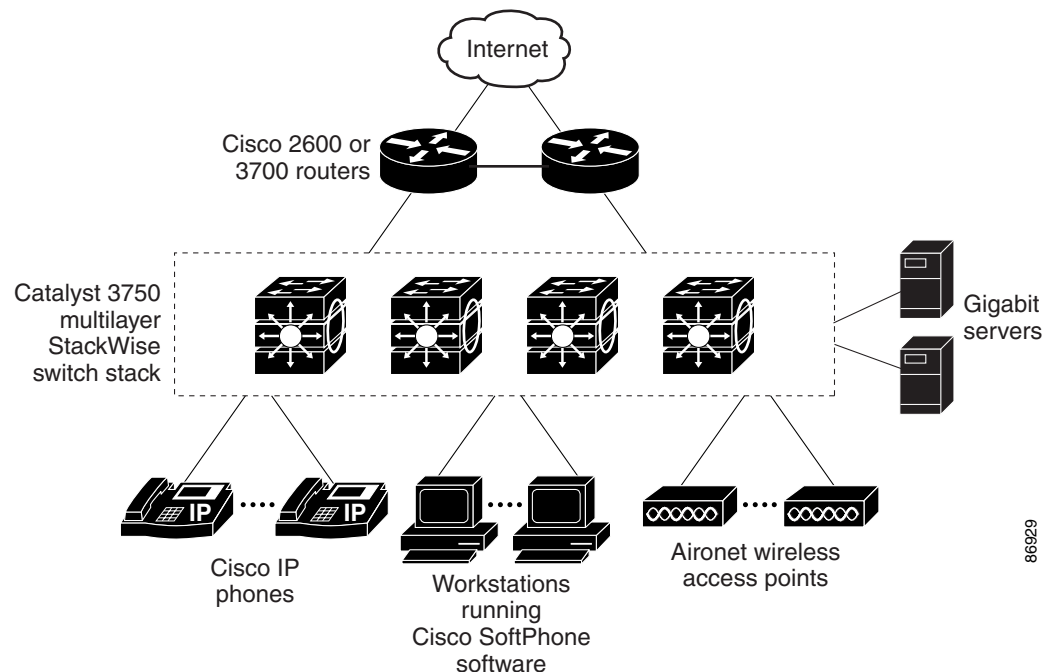 Internet
Cisco 2600 or
3700 routers
Catalyst 3750
multilayer
StackWise
switch stack
Gigabit
servers
IP
IP
Cisco IP
phones
Workstations
running
Cisco SoftPhone
software
Aironet wireless
access points
86929